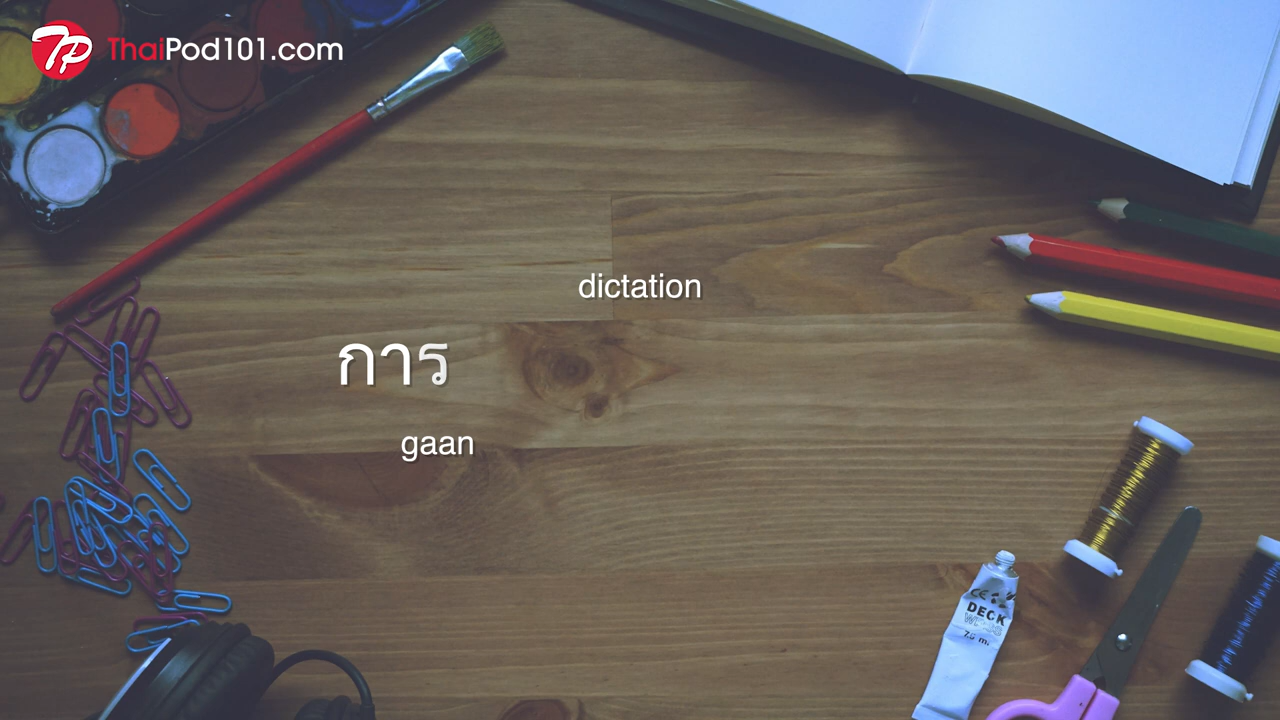 ThaiPod101.com
dictation
การ
gaan
DECK